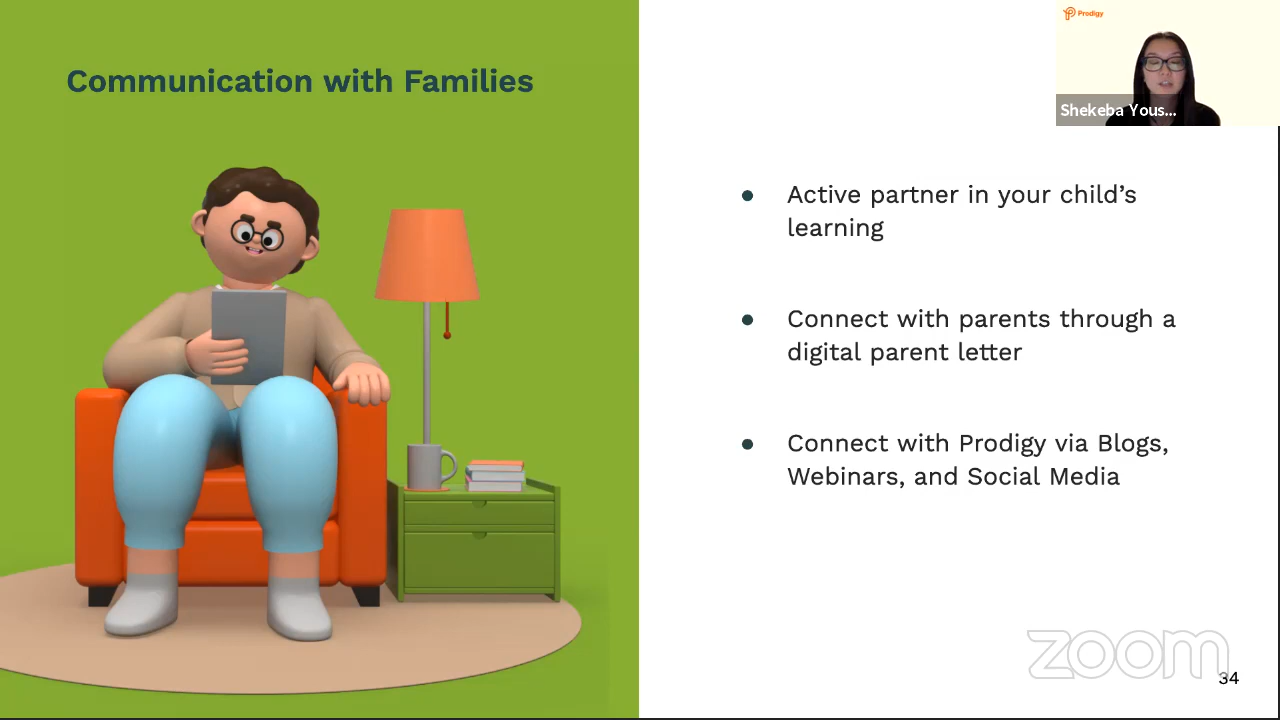 Communication with Families
Prodigy
Shekeba Yous...
● Active partner in your child’s
learning
● Connect with parents through a
digital parent letter
● Connect with Prodigy via Blogs,
Webinars, and Social Media
zoom
34